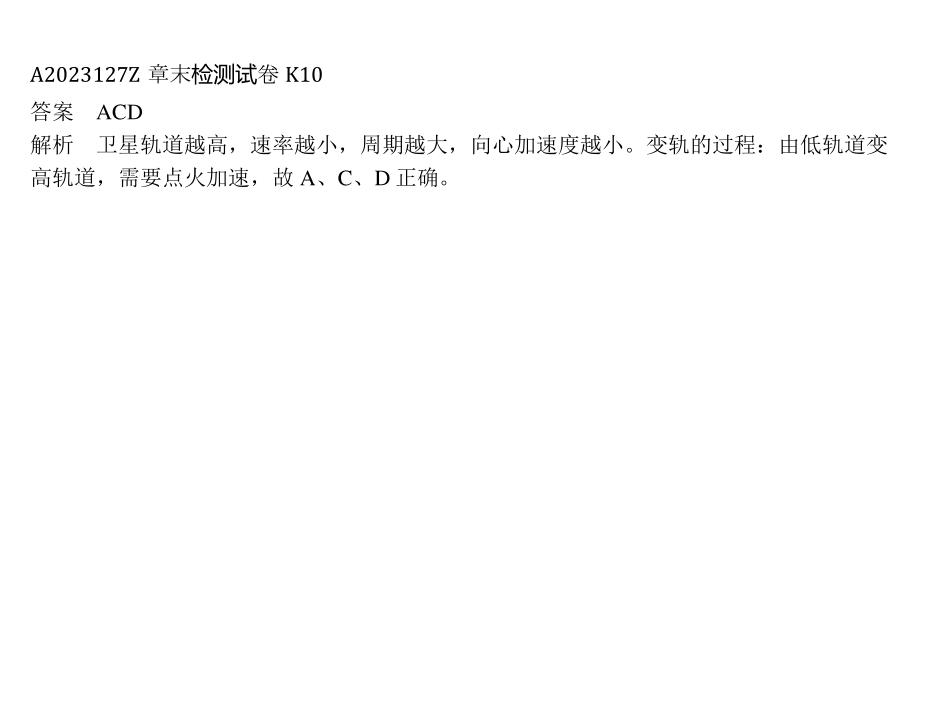 A2023127Z 章末检测试卷 K10
答案　ACD
解析　卫星轨道越高，速率越小，周期越大，向心加速度越小。变轨的过程：由低轨道变
高轨道，需要点火加速，故 A、C、D 正确。